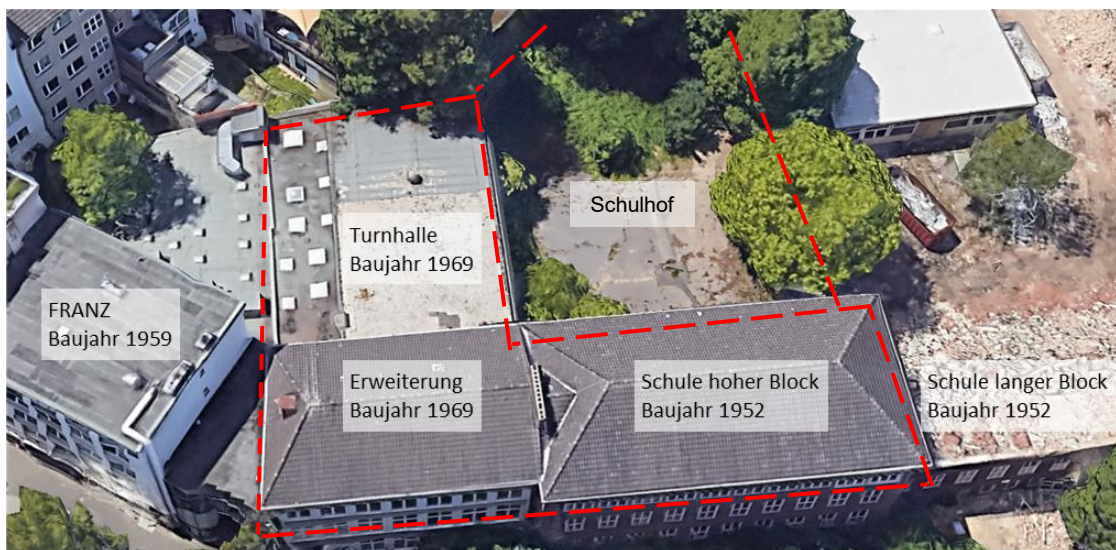 Schulhof
Turnhalle
Baujahr 1969
FRANZ
Baujahr 1959
Erweiterung
Baujahr 1969
Schule hoher Block
Baujahr 1952
Schule langer Block
Baujahr 1952